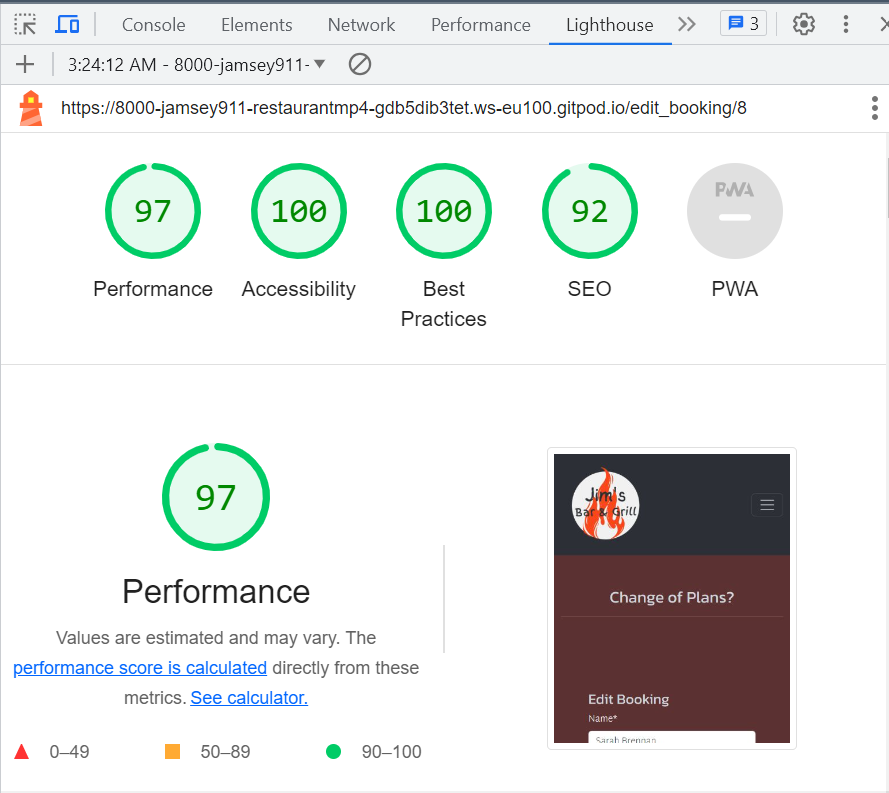 Console Elements Network Performance Lighthouse 3
3:24:12 AM - 8000-jamsey911-
https://8000-jamsey911-restaurantmp4-gdb5dib3tet.ws-eu100.gitpod.io/edit_booking/8
97 100 100 92 PWA
Performance Accessibility Best Practices SEO PWA
97
Performance
Values are estimated and may vary. The
performance score is calculated directly from these
metrics. See calculator.
0–49 50–89 90–100
Jim's
Bar & Grill
Change of Plans?
Edit Booking
Name*
Sarah Brennan